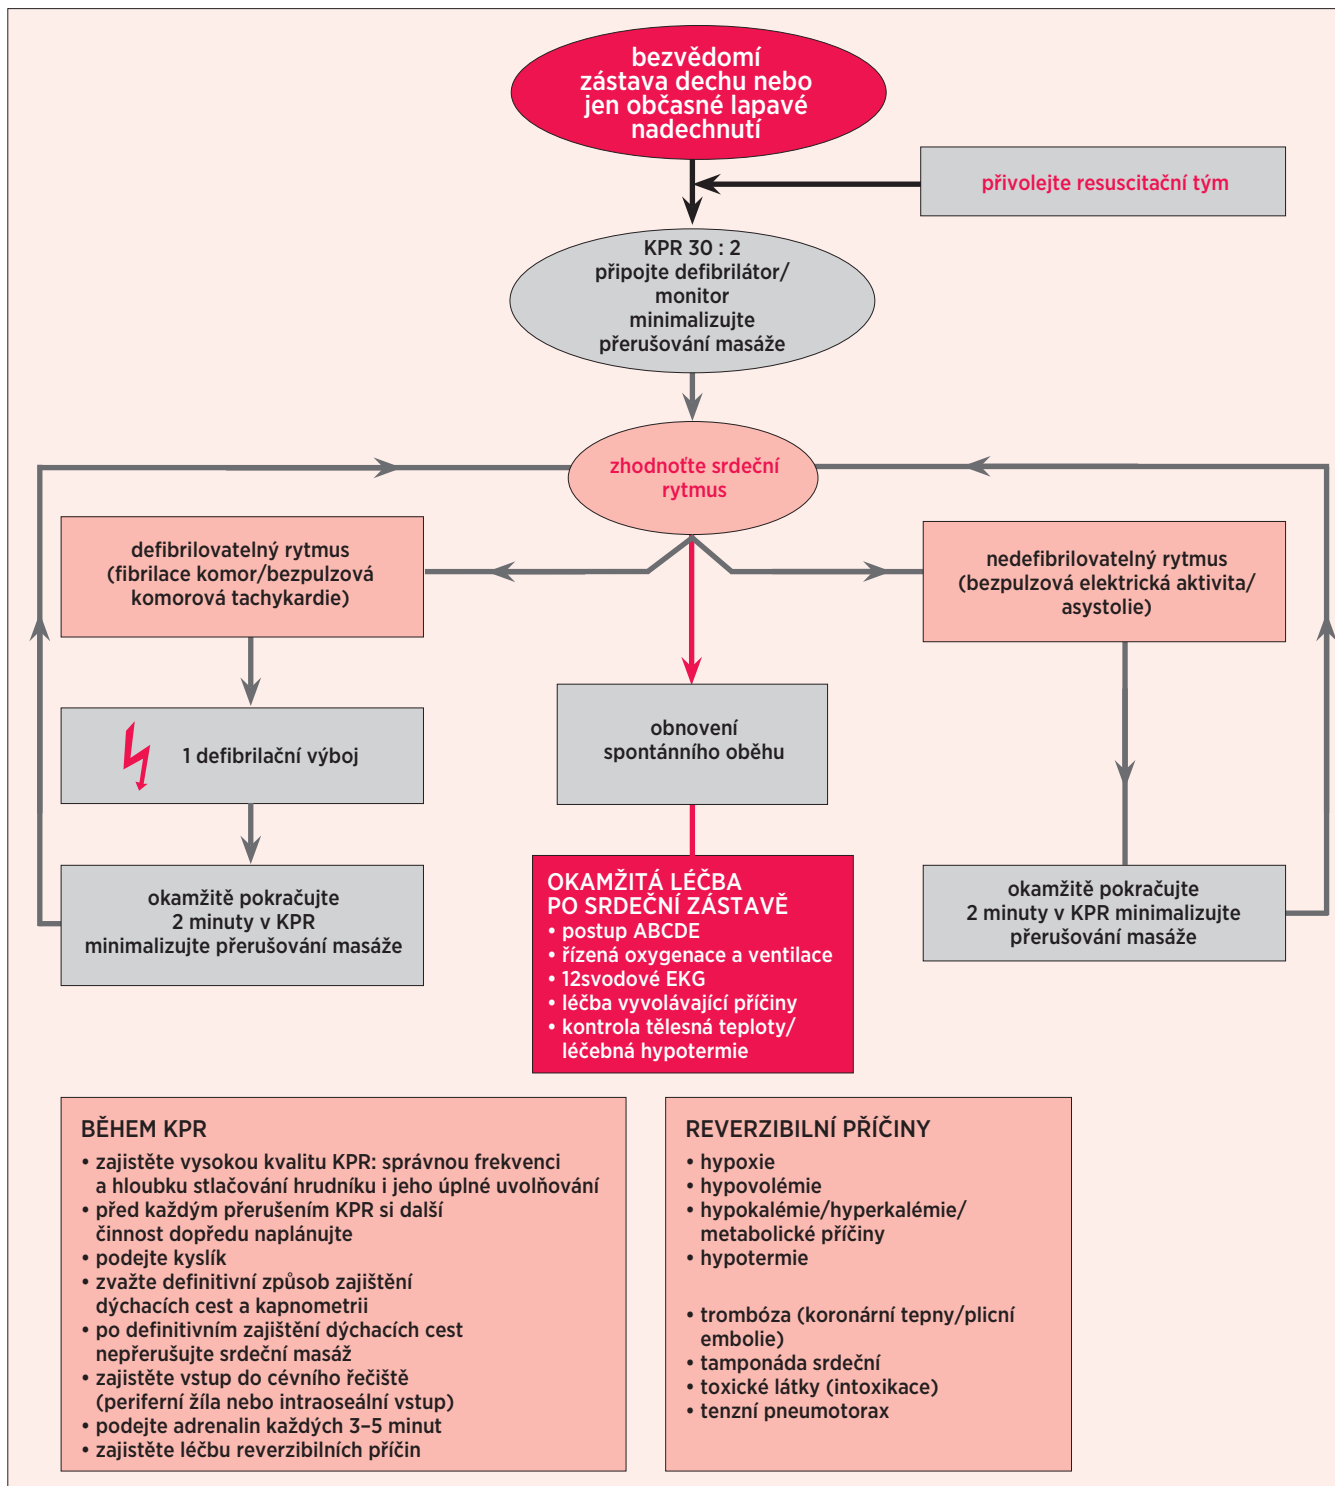 bezvědomí
zástava dechu nebo
jen občasné lapavé
nadechnutí
přivolejte resuscitační tým
KPR 30 : 2
připojte defibrilátor/
monitor
minimalizujte
přerušování masáže
zhodnoťte srdeční
rytmus
defibrilovatelný rytmus
(fibrilace komor/bezpulzová
komorová tachykardie)
nedefibrilovatelný rytmus
(bezpulzová elektrická aktivita/
asystolie)
1 defibrilační výboj
obnovení
spontánního oběhu
okamžitě pokračujte
2 minuty v KPR
minimalizujte přerušování masáže
OKAMŽITÁ LÉČBA
PO SRDEČNÍ ZÁSTAVĚ
• postup ABCDE
• řízená oxygenace a ventilace
• 12svodové EKG
• léčba vyvolávající příčiny
• kontrola tělesná teploty/
léčebná hypotermie
okamžitě pokračujte
2 minuty v KPR minimalizujte
přerušování masáže
BĚHEM KPR
• zajistěte vysokou kvalitu KPR: správnou frekvenci
a hloubku stlačování hrudníku i jeho úplné uvolňování
• před každým přerušením KPR si další
činnost dopředu naplánujte
• podejte kyslík
• zvažte definitivní způsob zajištění
dýchacích cest a kapnometrii
• po definitivním zajištění dýchacích cest
nepřerušujte srdeční masáž
• zajistěte vstup do cévního řečiště
(periferní žíla nebo intraoseální vstup)
• podejte adrenalin každých 3–5 minut
• zajistěte léčbu reverzibilních příčin
REVERZIBILNÍ PŘÍČINY
• hypoxie
• hypovolémie
• hypokalémie/hyperkalémie/
metabolické příčiny
• hypotermie
• trombóza (koronární tepny/plicní
embolie)
• tamponáda srdeční
• toxické látky (intoxikace)
• tenzní pneumotorax